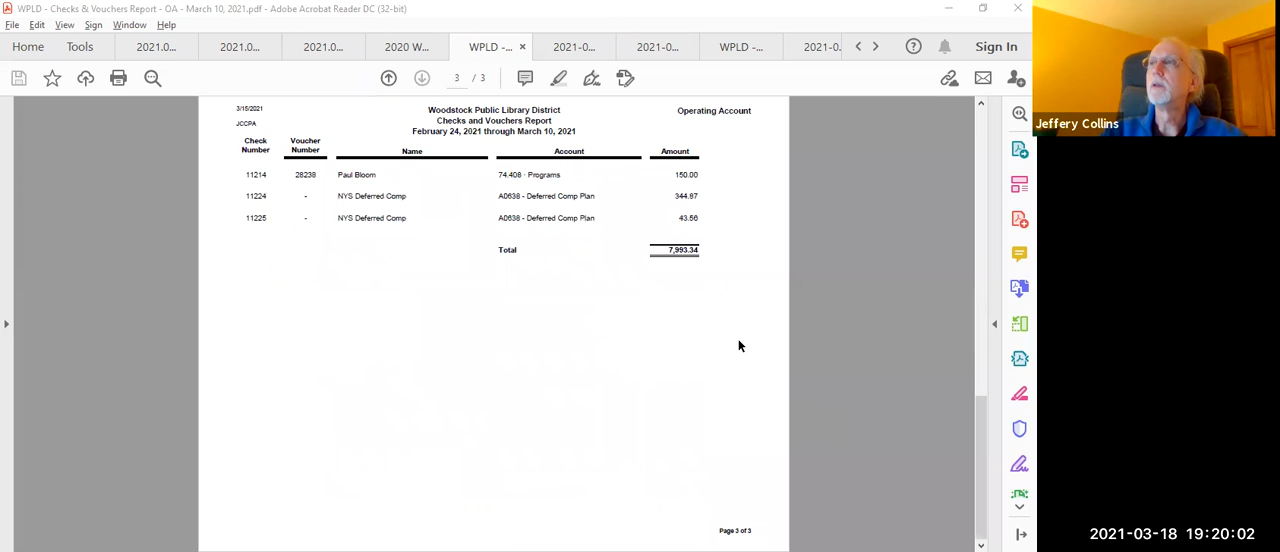 WPLD - Checks & Vouchers Report - OA - March 10, 2021.pdf - Adobe Acrobat Reader DC (32-bit)
File Edit View Sign Window Help
Home Tools 2021.0... 2021.0... 2021.0... 2020 W... WPLD -... × 2021-0... 2021-0... WPLD -... 2021-0. Sign In
3 / 3
3/15/2021 Woodstock Public Library District Operating Account
Checks and Vouchers Report
JCCPA February 24, 2021 through March 10, 2021
Check Number Voucher Number Name Account Amount
11214 28238 Paul Bloom 74.408 · Programs 150.00
11224 - NYS Deferred Comp A0638 - Deferred Comp Plan 344.97
11225 - NYS Deferred Comp A0638 - Deferred Comp Plan 43.56
Total 7,993.34
Page 3 of 3
Jeffery Collins
2021-03-18 19:20:02